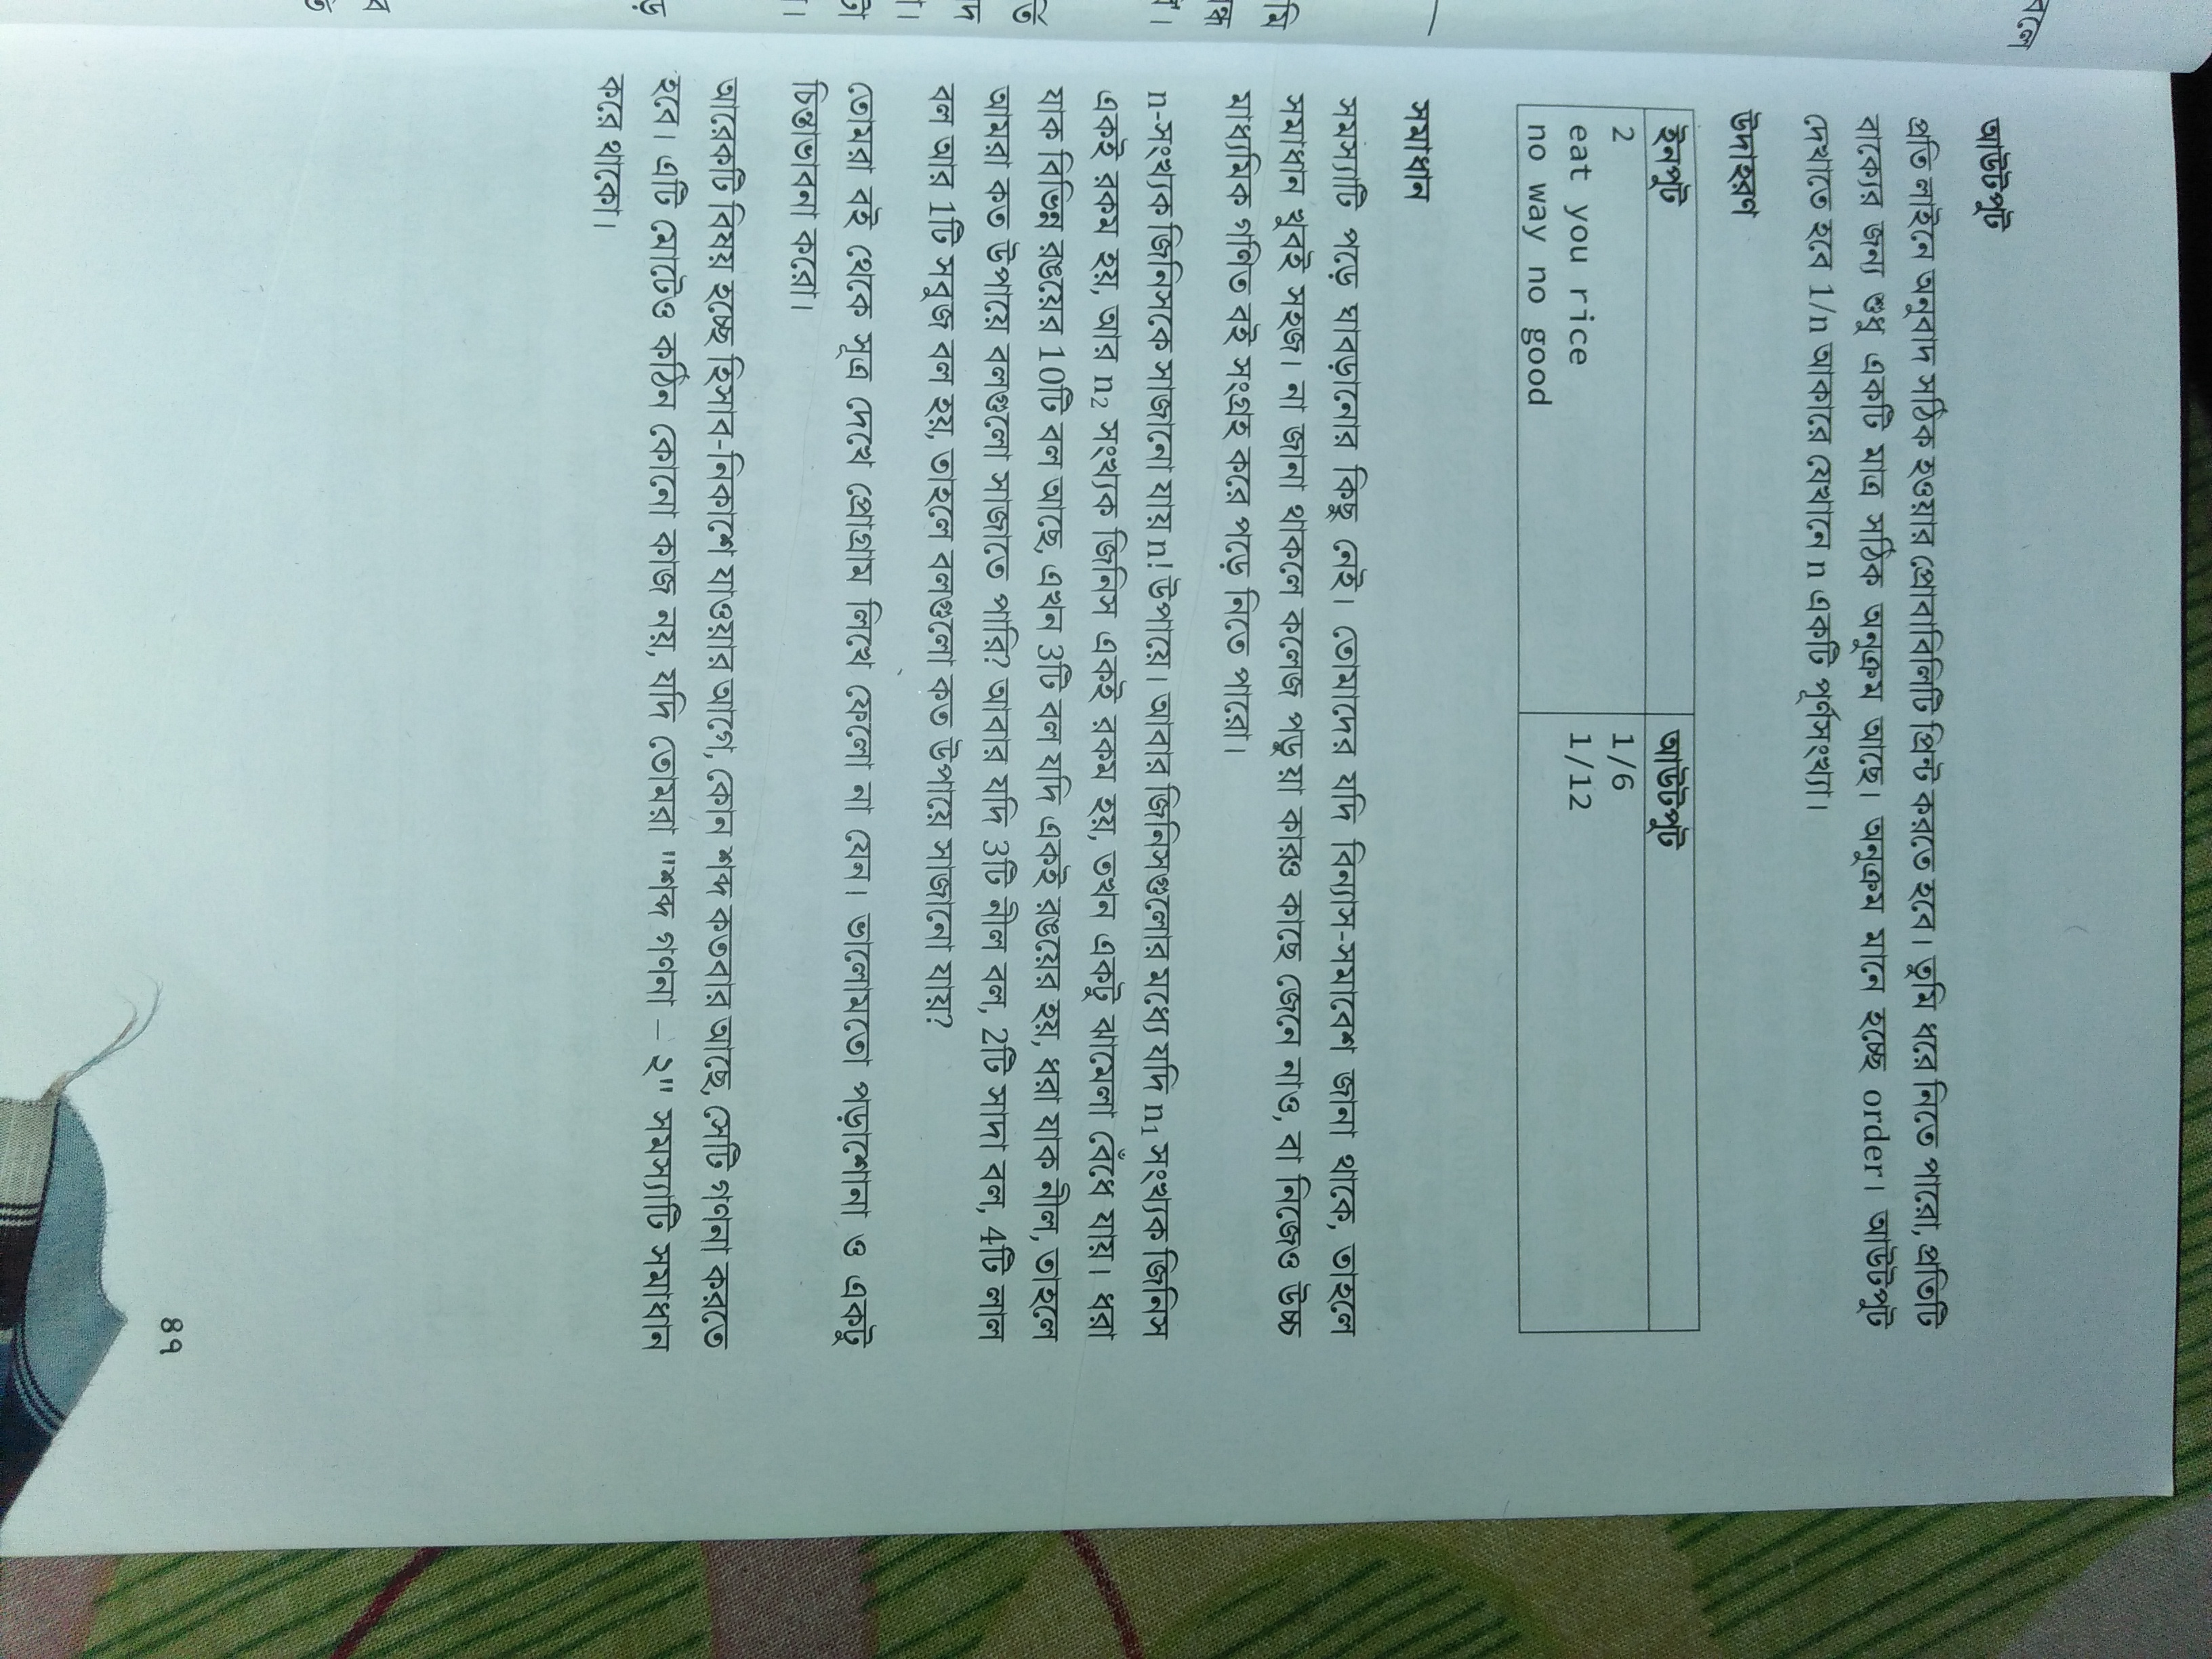 বলে
আউটপুট
প্রতি লাইনে অনুবাদ সঠিক হওয়ার প্রোবাবিলিটি প্রিন্ট করতে হবে। তুমি ধরে নিতে পারো, প্রতিটি
বাক্যের জন্য শুধু একটি মাত্র সঠিক অনুক্রম আছে। অনুক্রম মানে হচ্ছে order। আউটপুট
দেখাতে হবে 1/n আকারে যেখানে n একটি পূর্ণসংখ্যা।
উদাহরণ
ইনপুট আউটপুট
2 1/6
eat you rice 1/12
no way no good
সমাধান
সমস্যাটি পড়ে ঘাবড়ানোর কিছু নেই। তোমাদের যদি বিন্যাস-সমাবেশ জানা থাকে, তাহলে
সমাধান খুবই সহজ। না জানা থাকলে কলেজ পড়ুয়া কারও কাছে জেনে নাও, বা নিজেও উচ্চ
মাধ্যমিক গণিত বই সংগ্রহ করে পড়ে নিতে পারো।
n-সংখ্যক জিনিসকে সাজানো যায় n! উপায়ে। আবার জিনিসগুলোর মধ্যে যদি n₁ সংখ্যক জিনিস
একই রকম হয়, আর n₂ সংখ্যক জিনিস একই রকম হয়, তখন একটু ঝামেলা বেঁধে যায়। ধরা
যাক বিভিন্ন রঙয়ের 10টি বল আছে, এখন 3টি বল যদি একই রঙয়ের হয়, ধরা যাক নীল, তাহলে
আমরা কত উপায়ে বলগুলো সাজাতে পারি? আবার যদি 3টি নীল বল, 2টি সাদা বল, 4টি লাল
বল আর 1টি সবুজ বল হয়, তাহলে বলগুলো কত উপায়ে সাজানো যায়?
তোমরা বই থেকে সূত্র দেখে প্রোগ্রাম লিখে ফেলো না যেন। ভালোমতো পড়াশোনা ও একটু
চিন্তাভাবনা করো।
আরেকটি বিষয় হচ্ছে হিসাব-নিকাশে যাওয়ার আগে, কোন শব্দ কতবার আছে, সেটি গণনা করতে
হবে। এটি মোটেও কঠিন কোনো কাজ নয়, যদি তোমরা "শব্দ গণনা – ২" সমস্যাটি সমাধান
করে থাকো।
৪৭